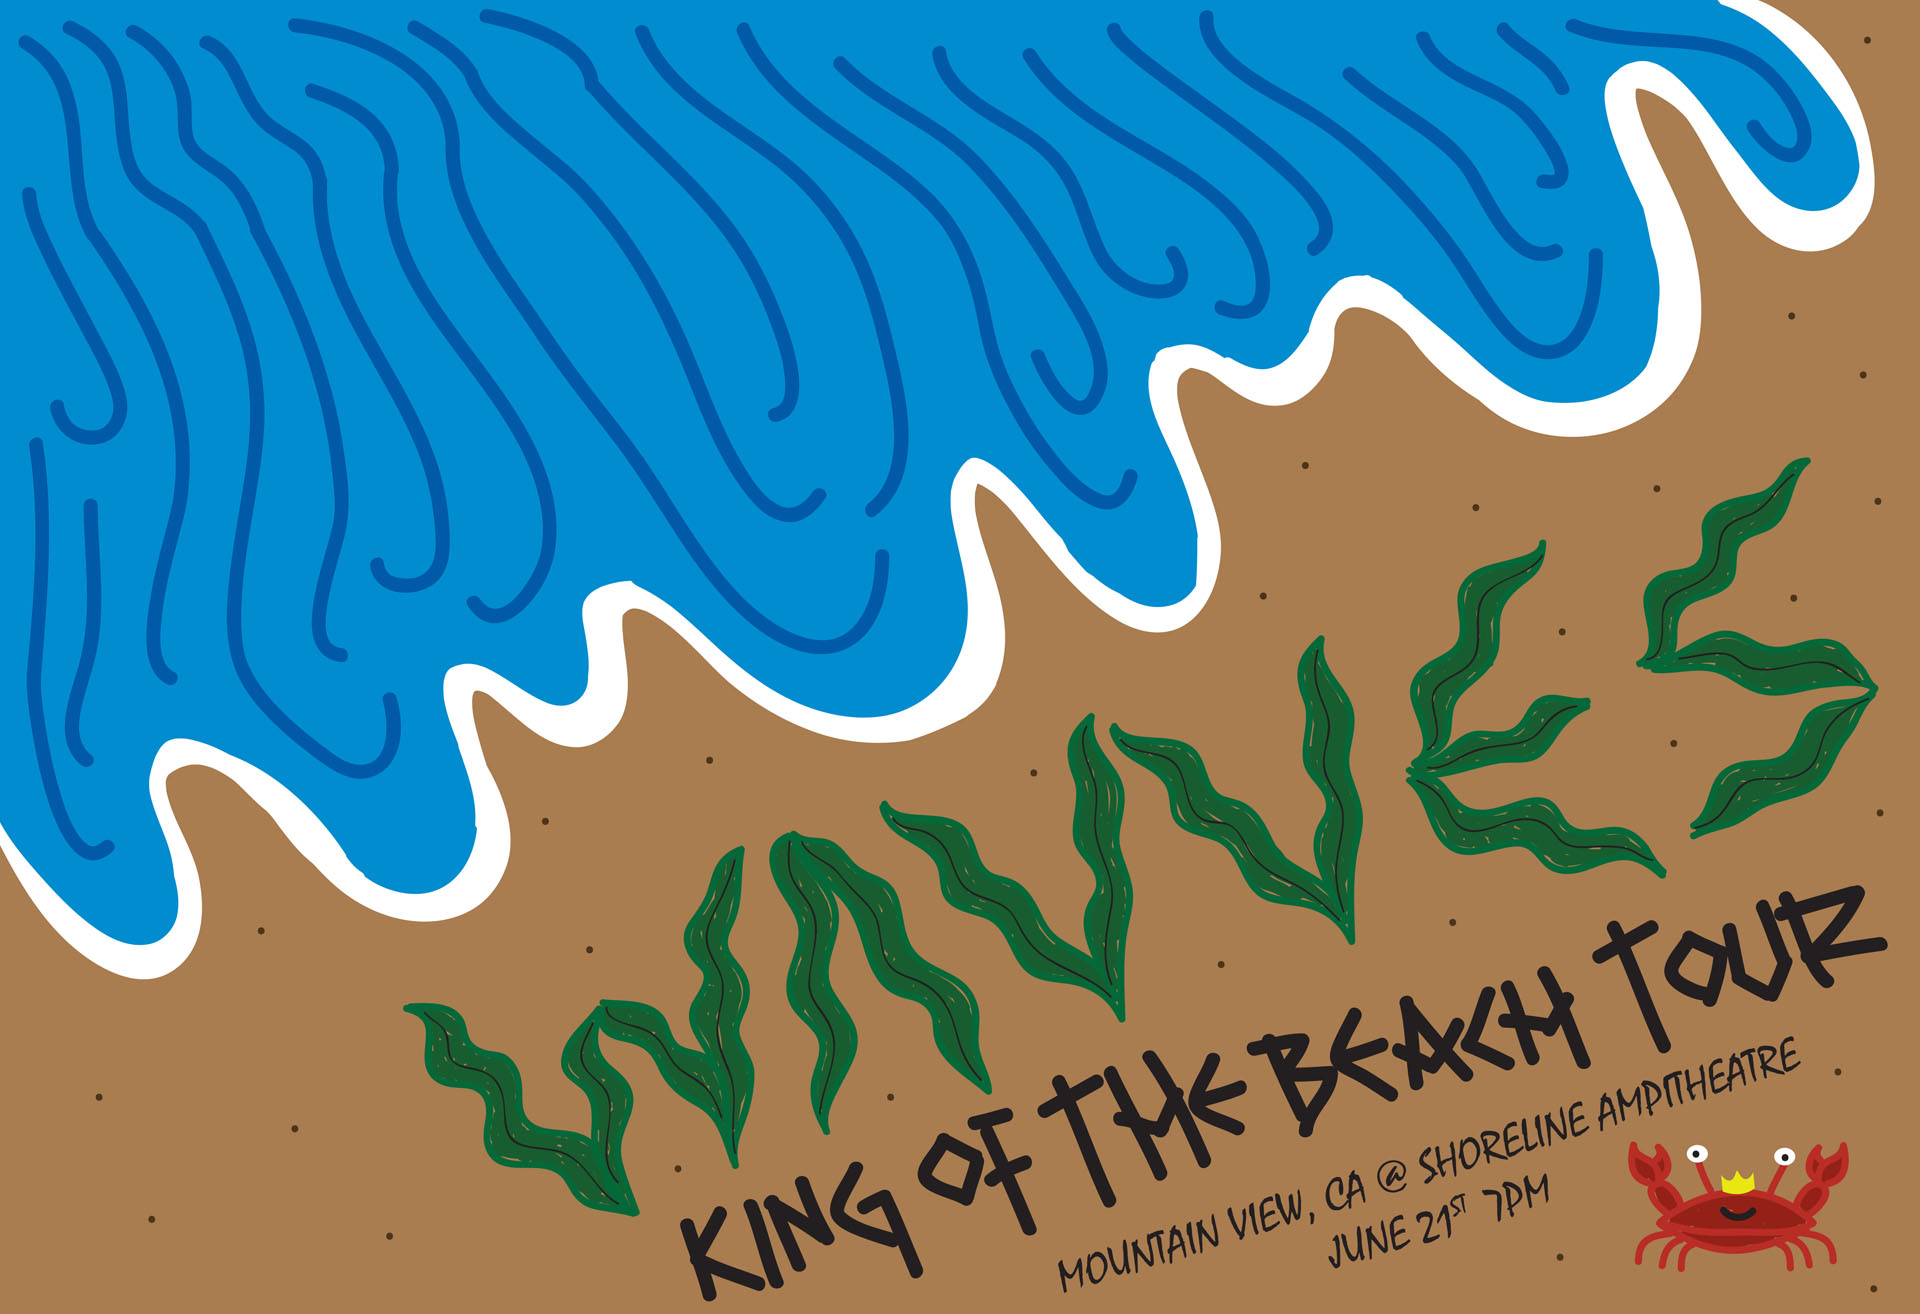 WAVVES
KING OF THE BEACH TOUR
MOUNTAIN VIEW, CA @ SHORELINE AMPITHEATRE
JUNE 21ST 7PM